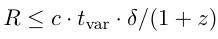 R ≤ c · t_var · δ/(1 + z)